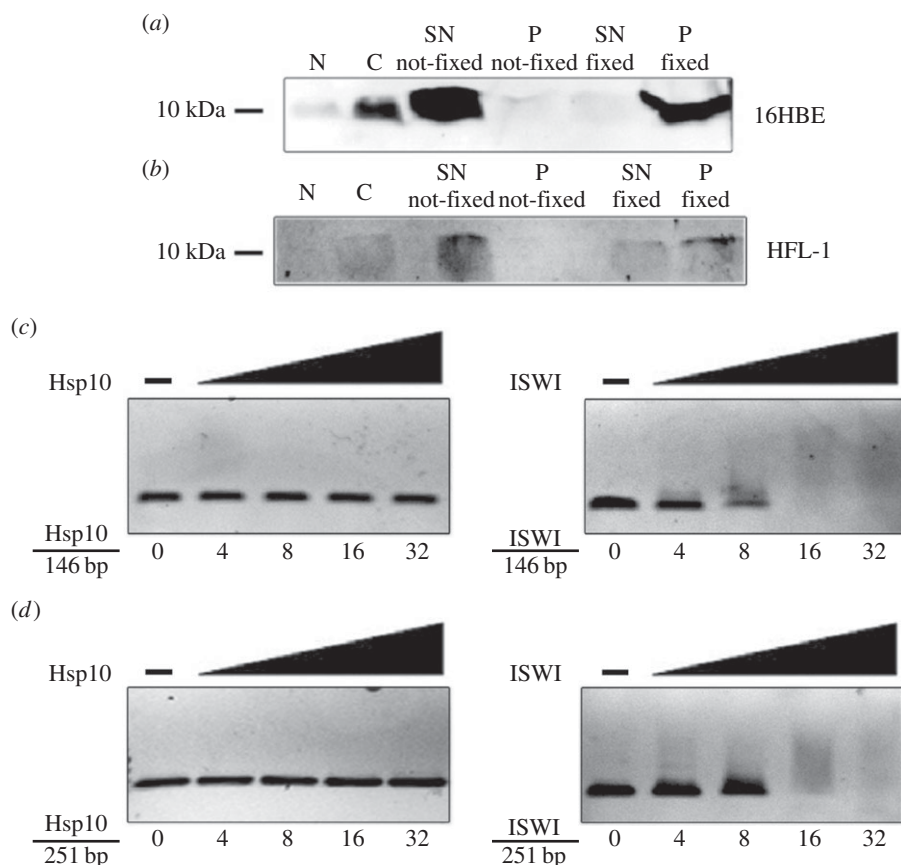 (a)
N C SN not-fixed P not-fixed SN fixed P fixed
10 kDa
16HBE
(b)
N C SN not-fixed P not-fixed SN fixed P fixed
10 kDa
HFL-1
(c)
Hsp10
Hsp10
146 bp
0 4 8 16 32
ISWI
ISWI
146 bp
0 4 8 16 32
(d)
Hsp10
Hsp10
251 bp
0 4 8 16 32
ISWI
ISWI
251 bp
0 4 8 16 32